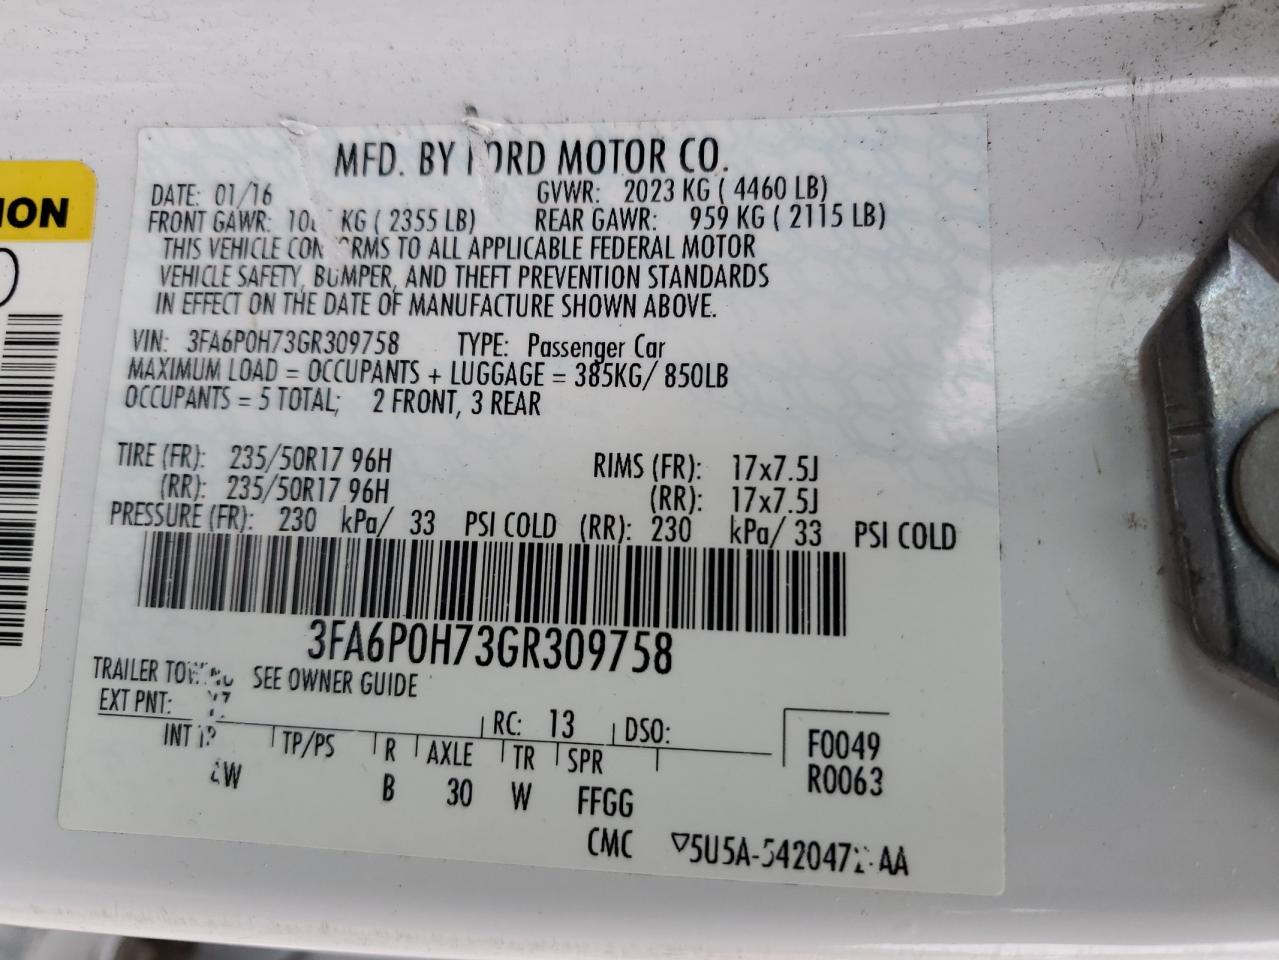 MFD. BY FORD MOTOR CO.
DATE: 01/16 GVWR: 2023 KG ( 4460 LB)
FRONT GAWR: KG ( 2355 LB) REAR GAWR: 959 KG ( 2115 LB)
THIS VEHICLE CONFORMS TO ALL APPLICABLE FEDERAL MOTOR
VEHICLE SAFETY, BUMPER, AND THEFT PREVENTION STANDARDS
IN EFFECT ON THE DATE OF MANUFACTURE SHOWN ABOVE.
VIN: 3FA6P0H73GR309758 TYPE: Passenger Car
MAXIMUM LOAD = OCCUPANTS + LUGGAGE = 385KG/ 850LB
OCCUPANTS = 5 TOTAL; 2 FRONT, 3 REAR
TIRE (FR): 235/50R17 96H RIMS (FR): 17x7.5J
(RR): 235/50R17 96H (RR): 17x7.5J
PRESSURE (FR): 230 kPa/ 33 PSI COLD (RR): 230 kPa/ 33 PSI COLD
3FA6P0H73GR309758
TRAILER TOWING SEE OWNER GUIDE
EXT PNT: RC: 13 DSO:
INT TP/PS R AXLE TR SPR
B 30 W FFGG
F0049
R0063
CMC